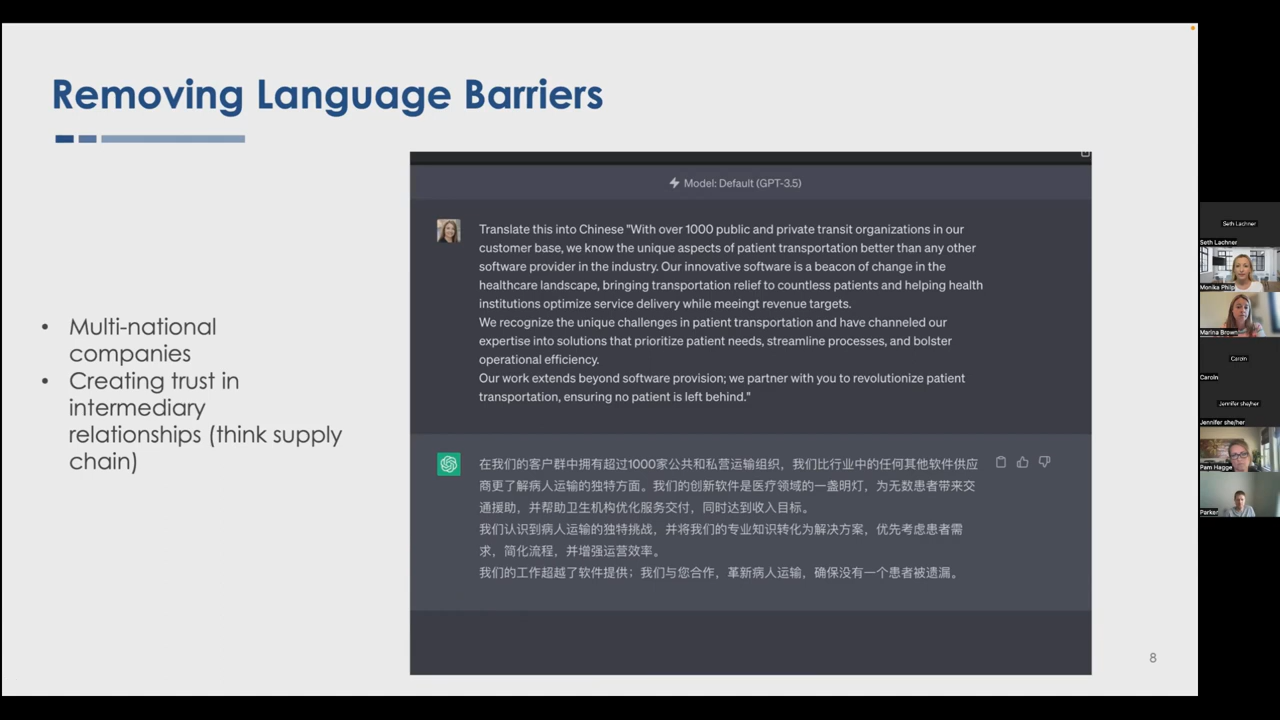 Removing Language Barriers
• Multi-national
companies
• Creating trust in
intermediary
relationships (think supply
chain)
Model: Default (GPT-3.5)
Translate this into Chinese "With over 1000 public and private transit organizations in our
customer base, we know the unique aspects of patient transportation better than any other
software provider in the industry. Our innovative software is a beacon of change in the
healthcare landscape, bringing transportation relief to countless patients and helping health
institutions optimize service delivery while meeingt revenue targets.
We recognize the unique challenges in patient transportation and have channeled our
expertise into solutions that prioritize patient needs, streamline processes, and bolster
operational efficiency.
Our work extends beyond software provision; we partner with you to revolutionize patient
transportation, ensuring no patient is left behind."
在我们的客户群中拥有超过1000家公共和私营运输组织，我们比行业中的任何其他软件供应
商更了解病人运输的独特方面。我们的创新软件是医疗领域的一盏明灯，为无数患者带来交
通援助，并帮助卫生机构优化服务交付，同时达到收入目标。
我们认识到病人运输的独特挑战，并将我们的专业知识转化为解决方案，优先考虑患者需
求，简化流程，并增强运营效率。
我们的工作超越了软件提供；我们与您合作，革新病人运输，确保没有一个患者被遗漏。
8
Seth Lachner
Seth Lachner
Monika Philp
Marina Brown
Carcin
Carcin
Jennifer she/her
Jennifer she/her
Pam Hagge
Parker